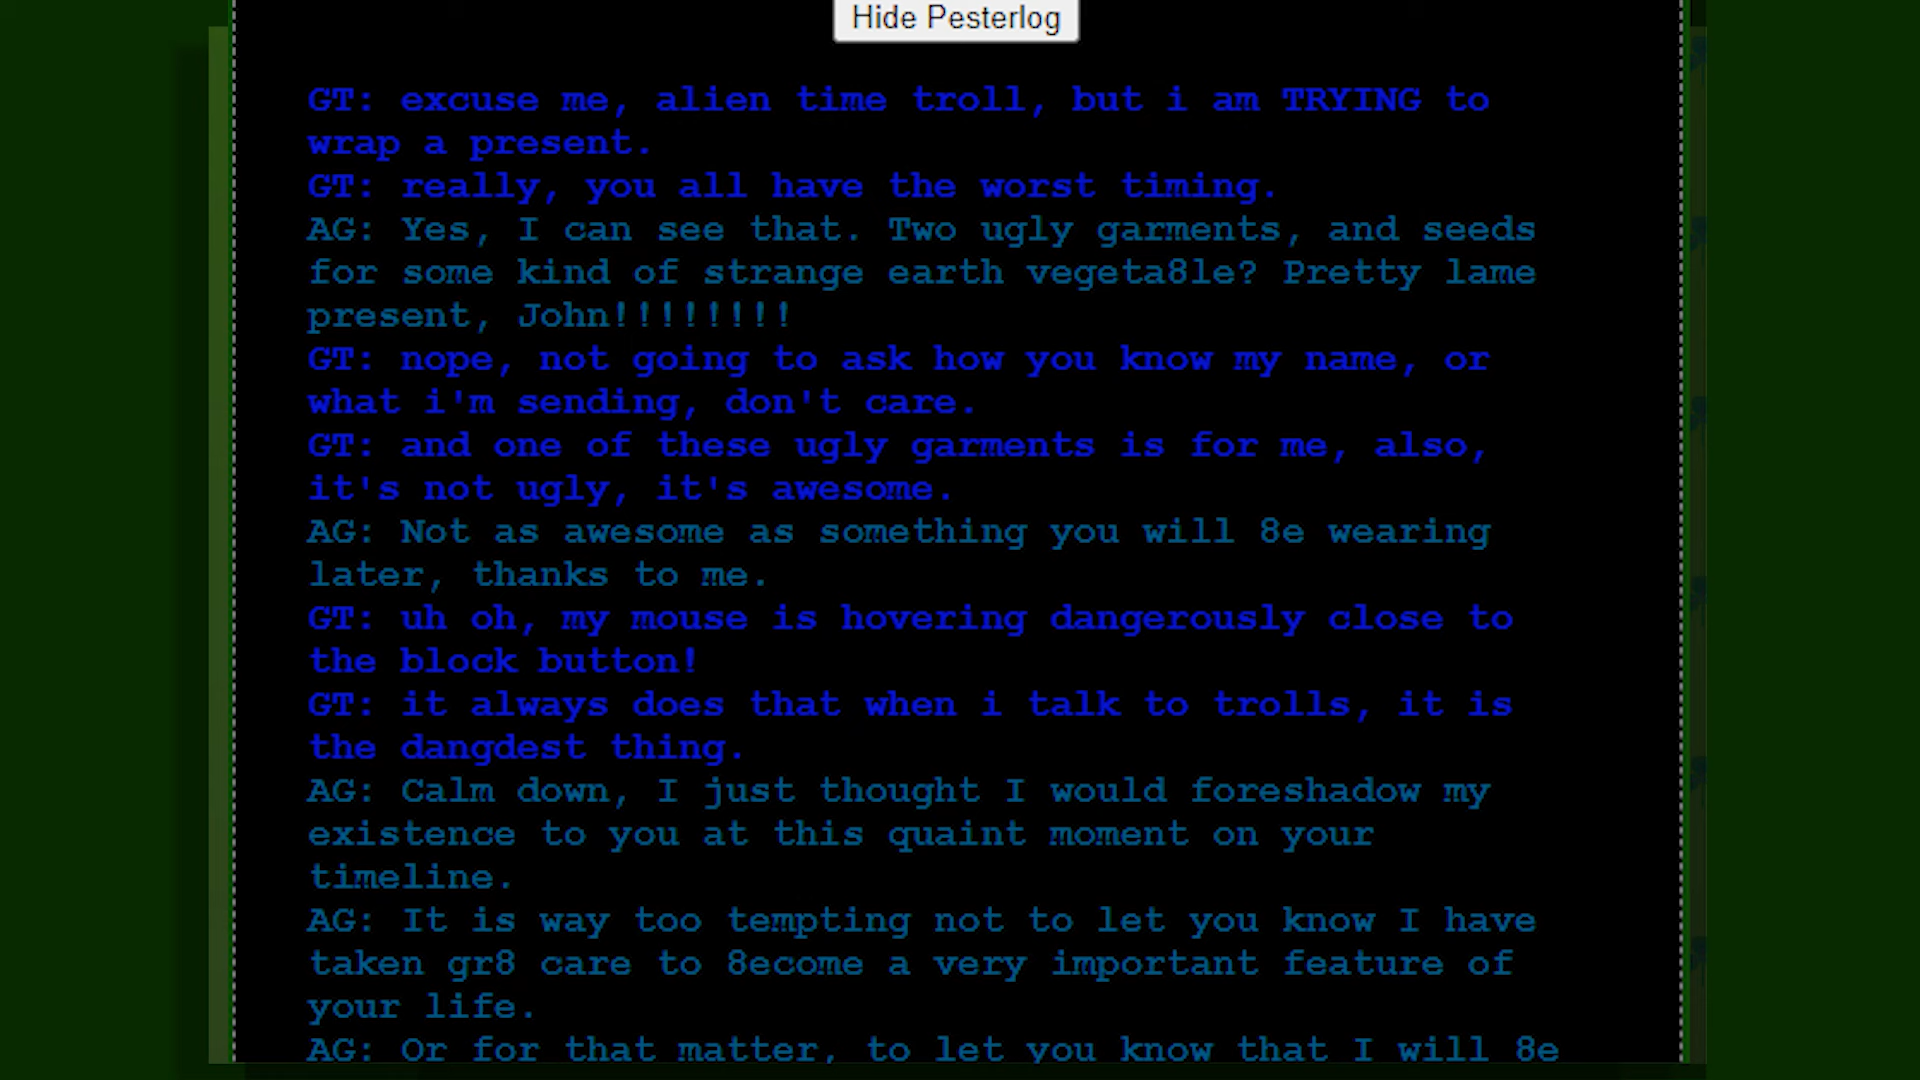 Hide Pesterlog
GT: excuse me, alien time troll, but i am TRYING to
wrap a present.
GT: really, you all have the worst timing.
AG: Yes, I can see that. Two ugly garments, and seeds
for some kind of strange earth vegeta8le? Pretty lame
present, John!!!!!!!!
GT: nope, not going to ask how you know my name, or
what i'm sending, don't care.
GT: and one of these ugly garments is for me, also,
it's not ugly, it's awesome.
AG: Not as awesome as something you will 8e wearing
later, thanks to me.
GT: uh oh, my mouse is hovering dangerously close to
the block button!
GT: it always does that when i talk to trolls, it is
the dangdest thing.
AG: Calm down, I just thought I would foreshadow my
existence to you at this quaint moment on your
timeline.
AG: It is way too tempting not to let you know I have
taken gr8 care to 8ecome a very important feature of
your life.
AG: Or for that matter, to let you know that I will 8e